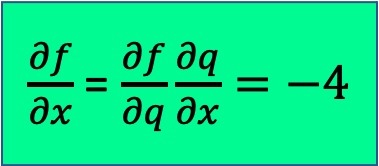 ∂f/∂x = ∂f/∂q ∂q/∂x = −4